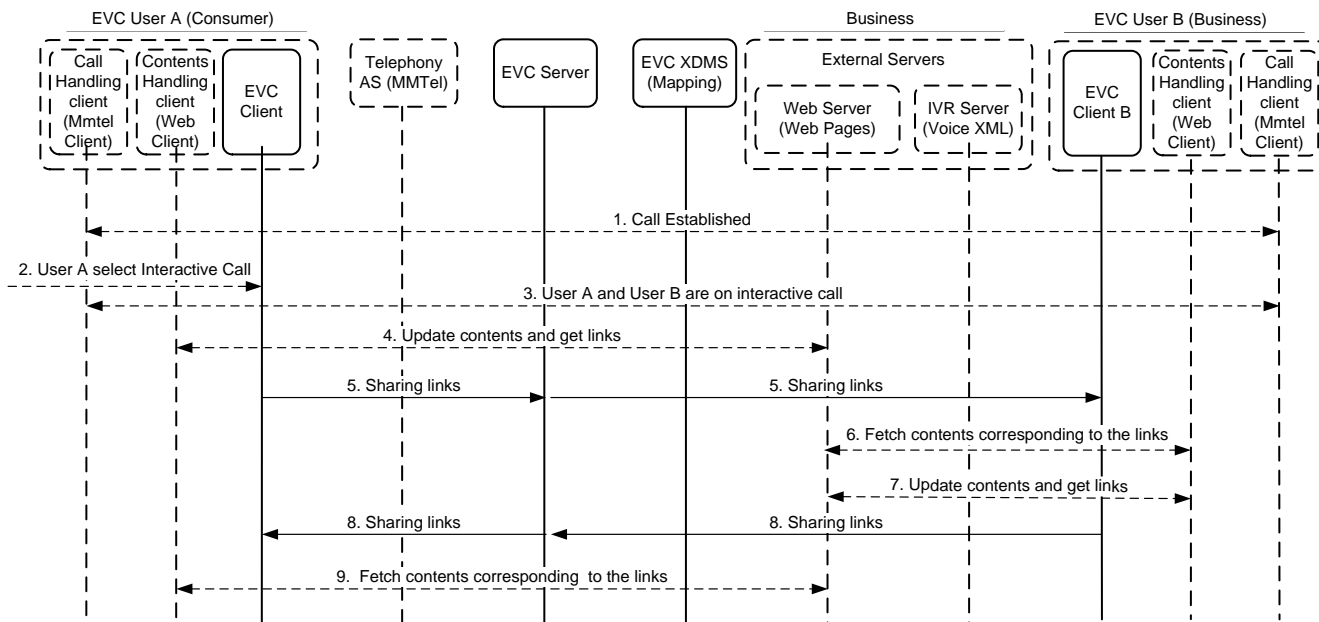 EVC User A (Consumer)
Business
EVC User B (Business)
Call
Handling
client
(Mmtel
Client)
Contents
Handling
client
(Web
Client)
EVC
Client
Telephony
AS (MMTel)
EVC Server
EVC XDMS
(Mapping)
External Servers
Web Server
(Web Pages)
IVR Server
(Voice XML)
EVC
Client B
Contents
Handling
client
(Web
Client)
Call
Handling
client
(Mmtel
Client)
1. Call Established
2. User A select Interactive Call
3. User A and User B are on interactive call
4. Update contents and get links
5. Sharing links
5. Sharing links
6. Fetch contents corresponding to the links
7. Update contents and get links
8. Sharing links
8. Sharing links
9. Fetch contents corresponding to the links